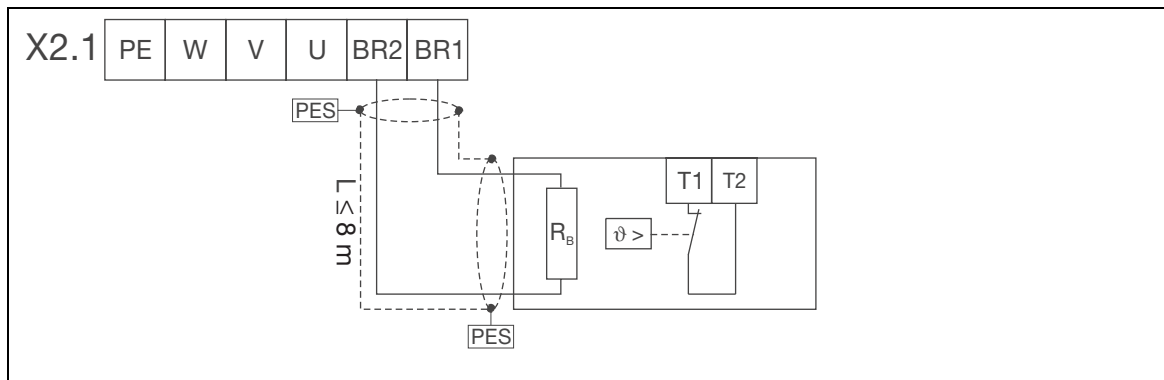 X2.1 PE W V U BR2 BR1
PES
L ≤ 8 m
T1 T2
R_B
ϑ >
PES